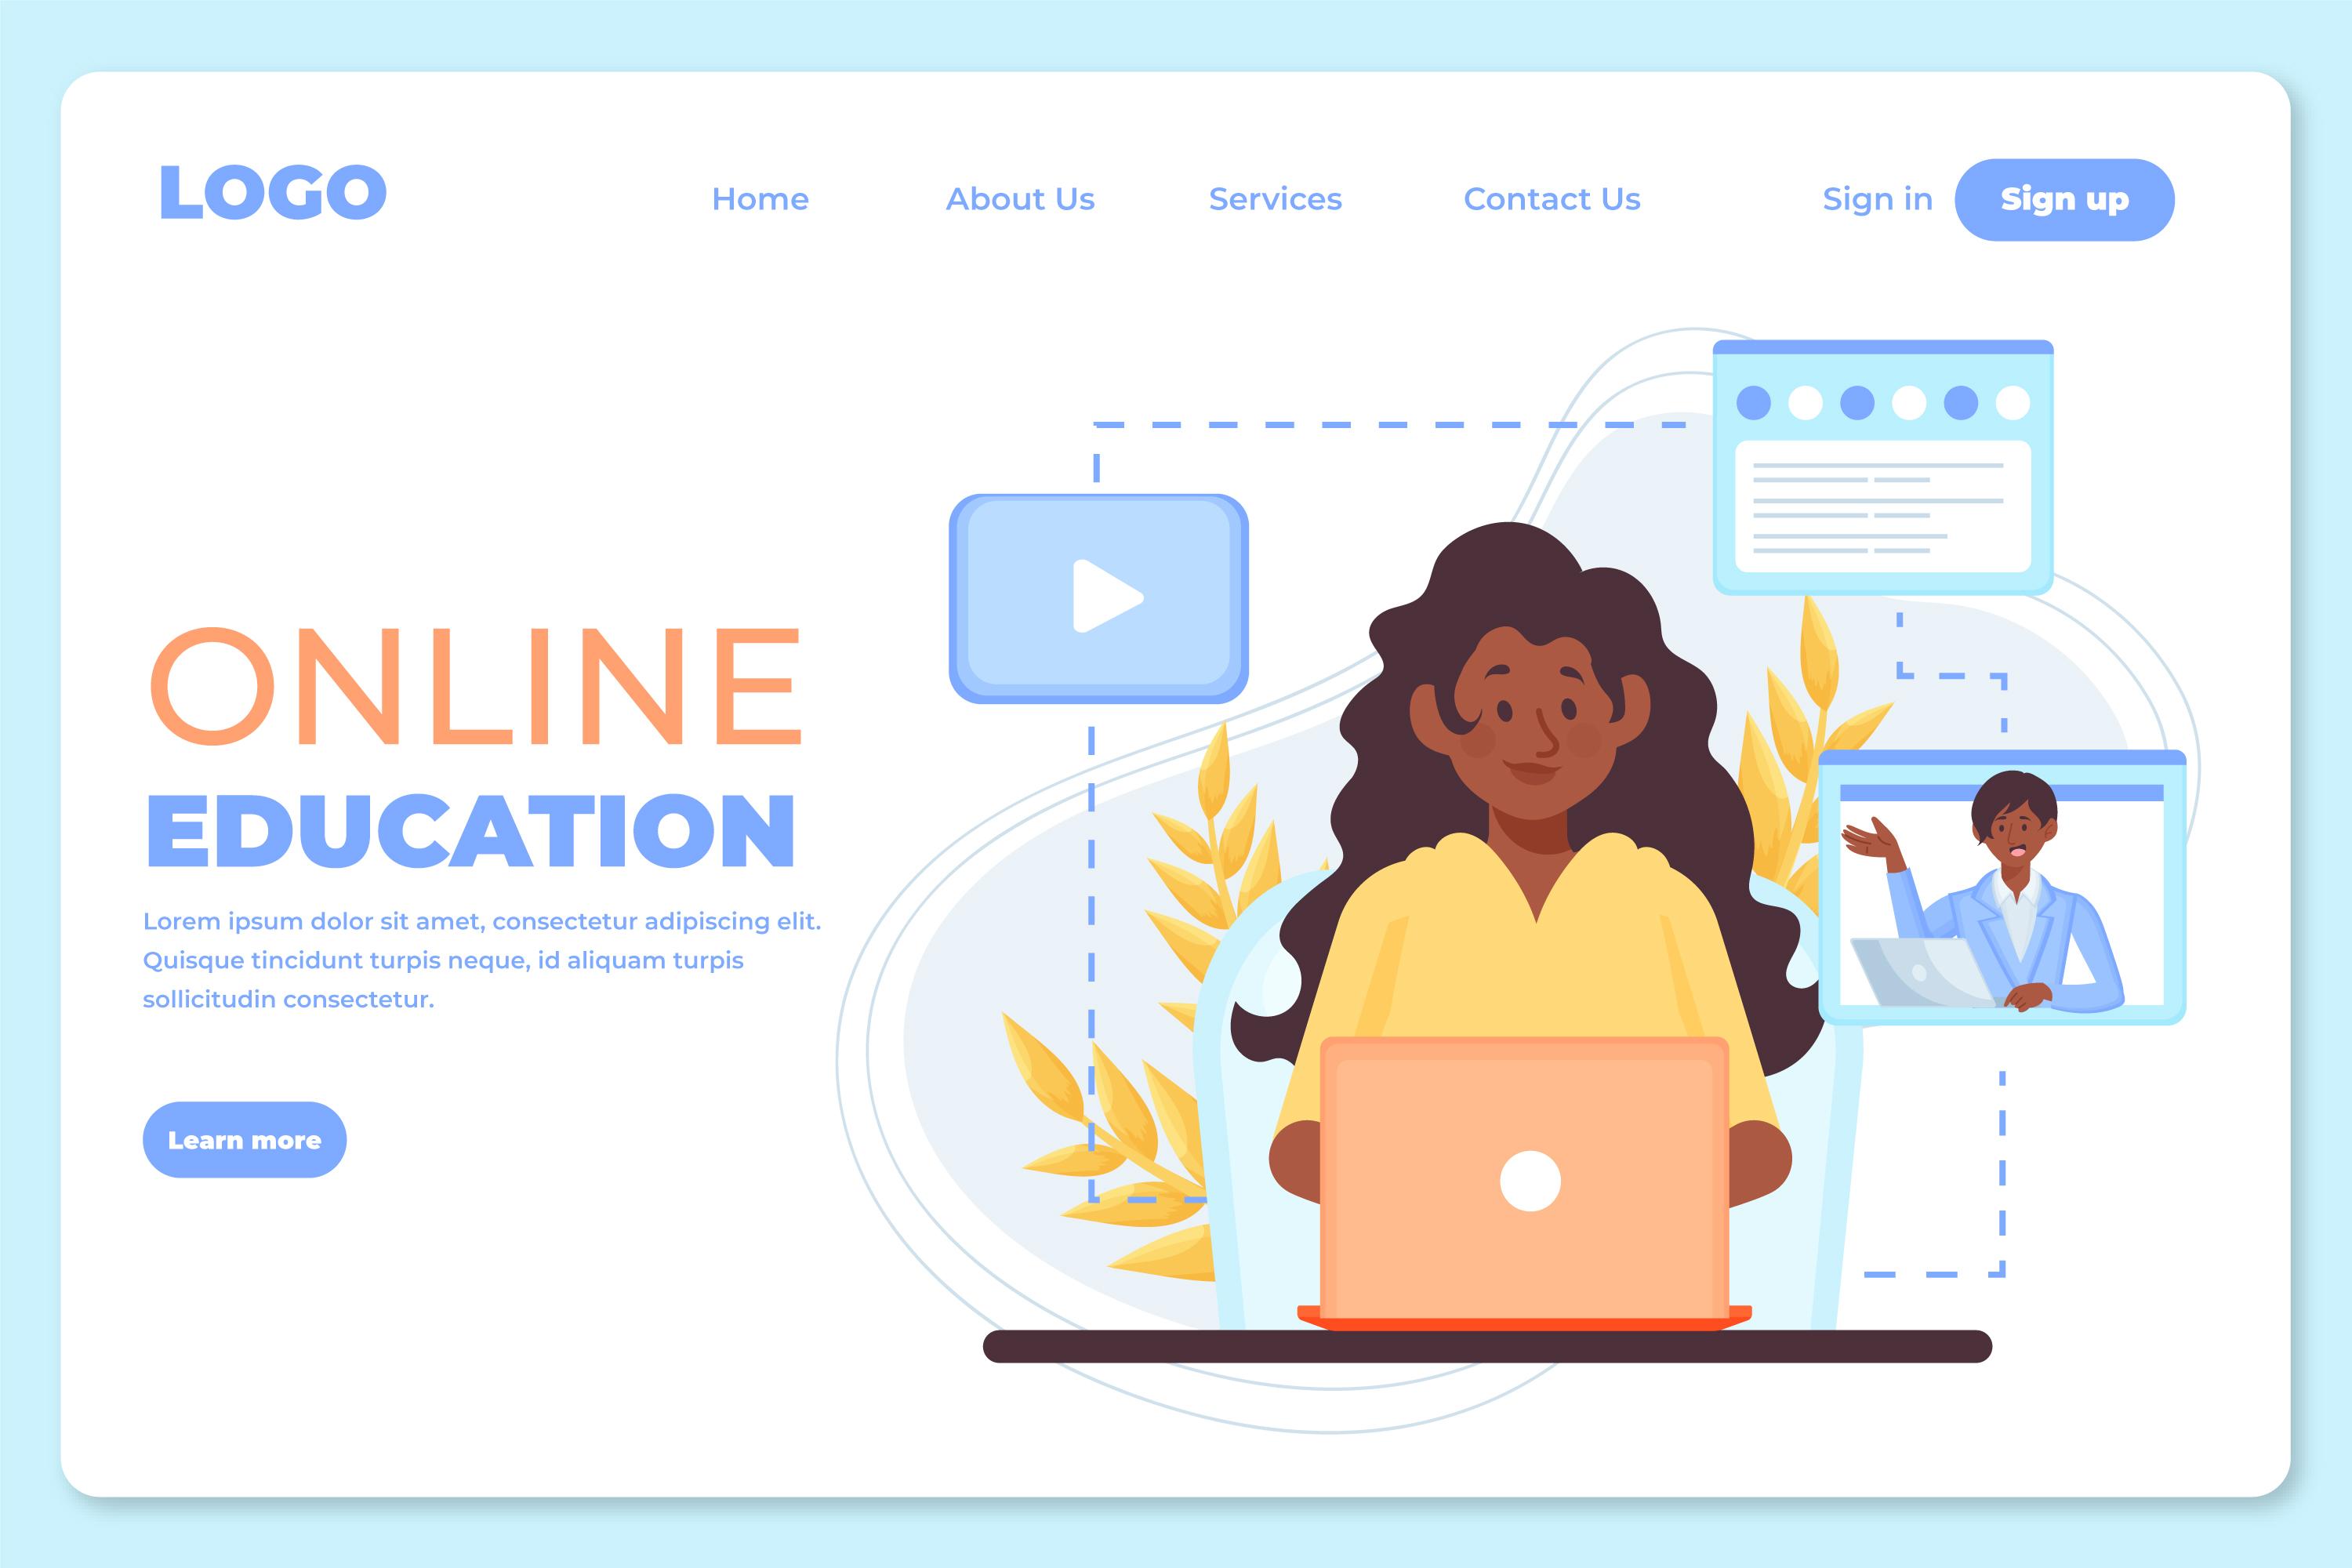 LOGO
Home
About Us
Services
Contact Us
Sign in
Sign up
ONLINE
EDUCATION
Lorem ipsum dolor sit amet, consectetur adipiscing elit.
Quisque tincidunt turpis neque, id aliquam turpis
sollicitudin consectetur.
Learn more